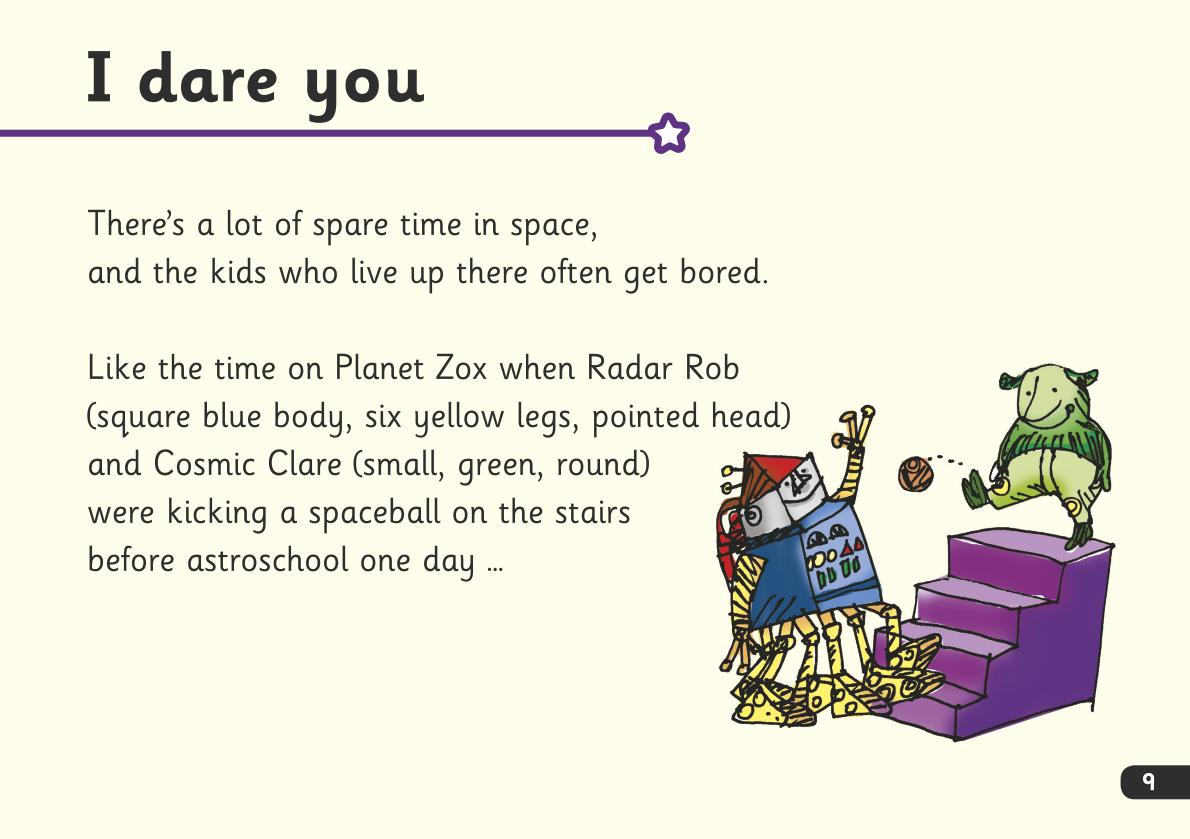 I dare you
There's a lot of spare time in space,
and the kids who live up there often get bored.
Like the time on Planet Zox when Radar Rob
(square blue body, six yellow legs, pointed head)
and Cosmic Clare (small, green, round)
were kicking a spaceball on the stairs
before astroschool one day ...
9